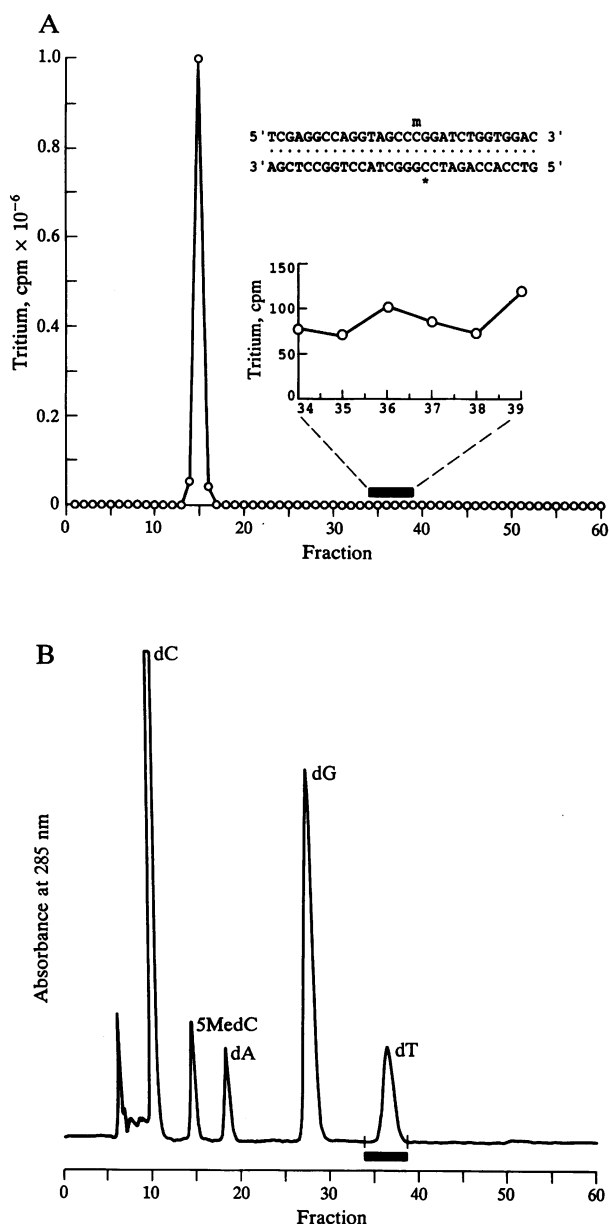 A
Tritium, cpm × 10⁻⁶
1.0
0.8
0.6
0.4
0.2
0
m
5'TCGAGGCCAGGTAGCCCGGATCTGGTGGAC 3'
3'AGCTCCGGTCCATCGGGCCTAGACCACCTG 5'
*
Tritium, cpm
150
100
50
0
34 35 36 37 38 39
0 10 20 30 40 50 60
Fraction
B
Absorbance at 285 nm
dC
dG
5MedC
dA
dT
0 10 20 30 40 50 60
Fraction